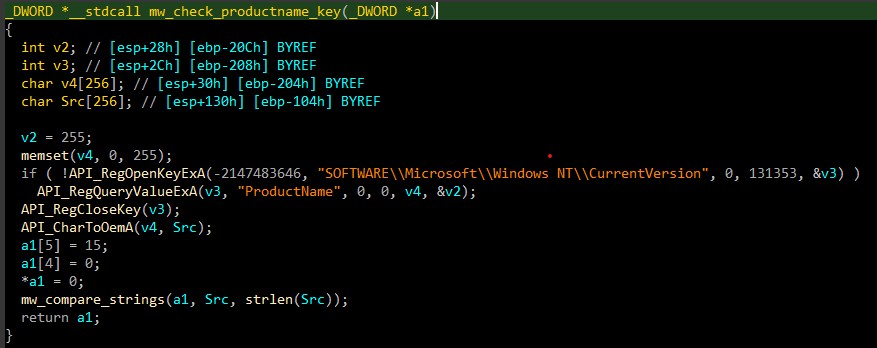 _DWORD *__stdcall mw_check_productname_key(_DWORD *a1)
{
  int v2; // [esp+28h] [ebp-20Ch] BYREF
  int v3; // [esp+2Ch] [ebp-208h] BYREF
  char v4[256]; // [esp+30h] [ebp-204h] BYREF
  char Src[256]; // [esp+130h] [ebp-104h] BYREF

  v2 = 255;
  memset(v4, 0, 255);
  if ( !API_RegOpenKeyExA(-2147483646, "SOFTWARE\\Microsoft\\Windows NT\\CurrentVersion", 0, 131353, &v3) )
    API_RegQueryValueExA(v3, "ProductName", 0, 0, v4, &v2);
  API_RegCloseKey(v3);
  API_CharToOemA(v4, Src);
  a1[5] = 15;
  a1[4] = 0;
  *a1 = 0;
  mw_compare_strings(a1, Src, strlen(Src));
  return a1;
}